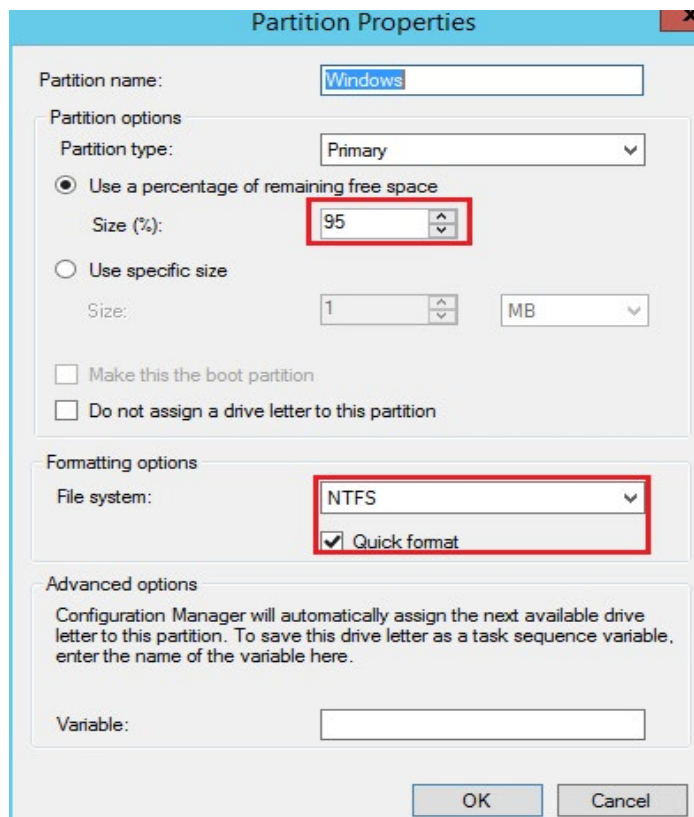 Partition Properties
Partition name: Windows
Partition options
Partition type: Primary
Use a percentage of remaining free space
Size (%): 95
Use specific size
Size: 1 MB
Make this the boot partition
Do not assign a drive letter to this partition
Formatting options
File system: NTFS
Quick format
Advanced options
Configuration Manager will automatically assign the next available drive
letter to this partition. To save this drive letter as a task sequence variable,
enter the name of the variable here.
Variable:
OK Cancel